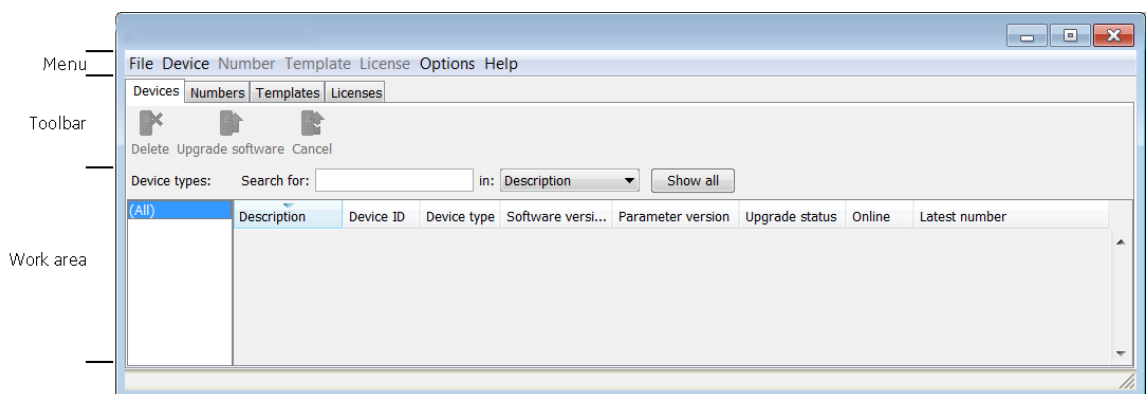 Menu
File Device Number Template License Options Help
Devices Numbers Templates Licenses
Toolbar
Delete Upgrade software Cancel
Device types: Search for: in: Description Show all
(All)
Description Device ID Device type Software versi... Parameter version Upgrade status Online Latest number
Work area